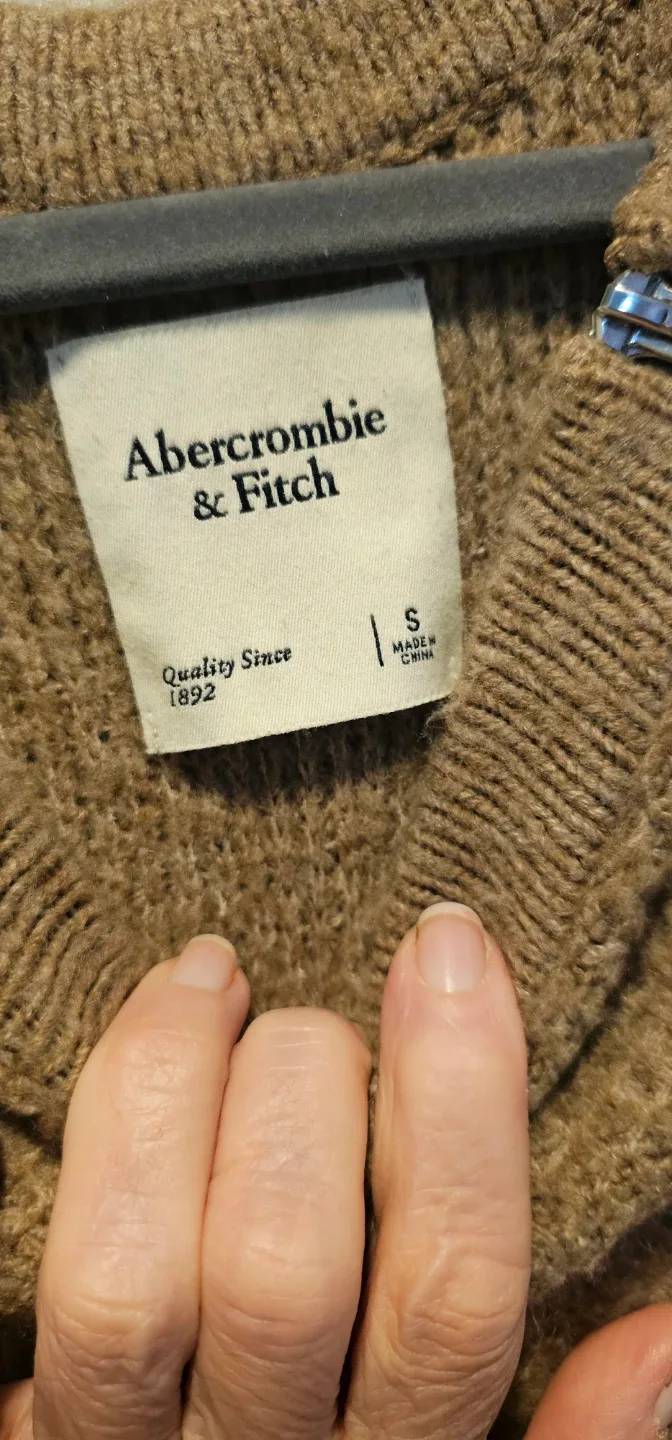 Abercrombie
& Fitch
Quality Since
1892
S
MADE IN
CHINA